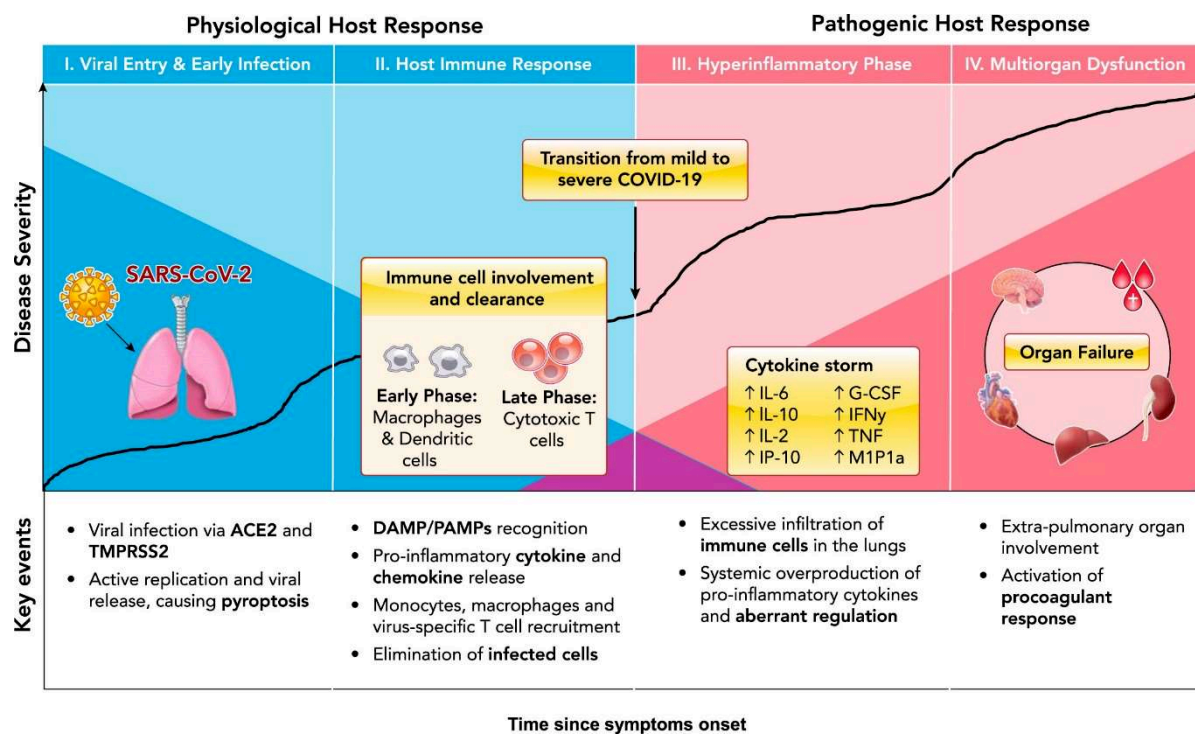 Physiological Host Response
Pathogenic Host Response
I. Viral Entry & Early Infection
II. Host Immune Response
III. Hyperinflammatory Phase
IV. Multiorgan Dysfunction
Disease Severity
SARS-CoV-2
Immune cell involvement
and clearance
Early Phase:
Macrophages
& Dendritic
cells
Late Phase:
Cytotoxic T
cells
Transition from mild to
severe COVID-19
Cytokine storm
↑ IL-6
↑ IL-10
↑ IL-2
↑ IP-10
↑ G-CSF
↑ IFNy
↑ TNF
↑ M1P1a
Organ Failure
Key events
• Viral infection via ACE2 and
TMPRSS2
• Active replication and viral
release, causing pyroptosis
• DAMP/PAMPs recognition
• Pro-inflammatory cytokine and
chemokine release
• Monocytes, macrophages and
virus-specific T cell recruitment
• Elimination of infected cells
• Excessive infiltration of
immune cells in the lungs
• Systemic overproduction of
pro-inflammatory cytokines
and aberrant regulation
• Extra-pulmonary organ
involvement
• Activation of
procoagulant
response
Time since symptoms onset